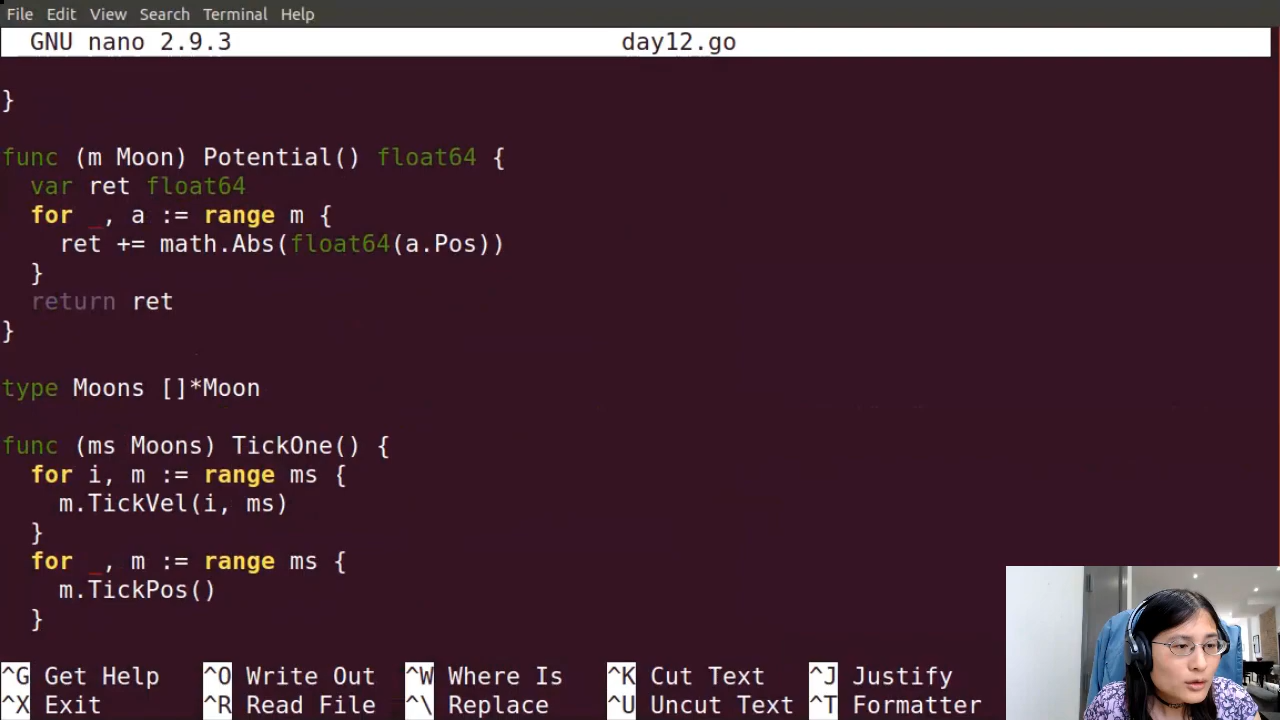 File Edit View Search Terminal Help
GNU nano 2.9.3 day12.go
}
func (m Moon) Potential() float64 {
var ret float64
for _, a := range m {
ret += math.Abs(float64(a.Pos))
}
return ret
}
type Moons []*Moon
func (ms Moons) TickOne() {
for i, m := range ms {
m.TickVel(i, ms)
}
for _, m := range ms {
m.TickPos()
}
^G Get Help ^O Write Out ^W Where Is ^K Cut Text ^J Justify
^X Exit ^R Read File ^\ Replace ^U Uncut Text ^T Formatter